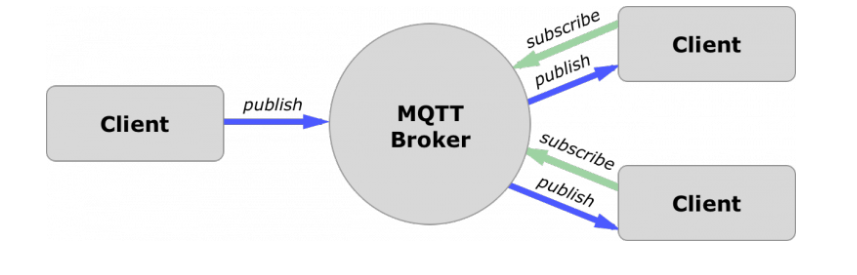 subscribe
Client
publish
publish
Client
MQTT
Broker
subscribe
publish
Client